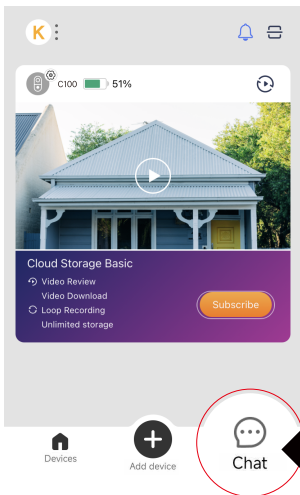 K
C100 51%
Cloud Storage Basic
Video Review
Video Download
Loop Recording
Unlimited storage
Subscribe
Devices
Add device
Chat